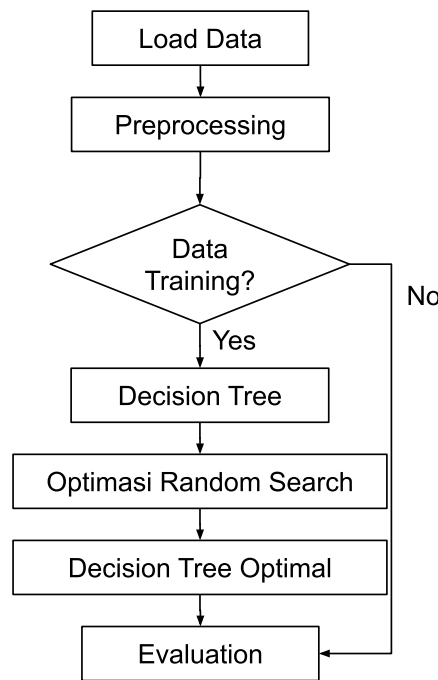 Load Data
Preprocessing
Data
Training?
No
Yes
Decision Tree
Optimasi Random Search
Decision Tree Optimal
Evaluation